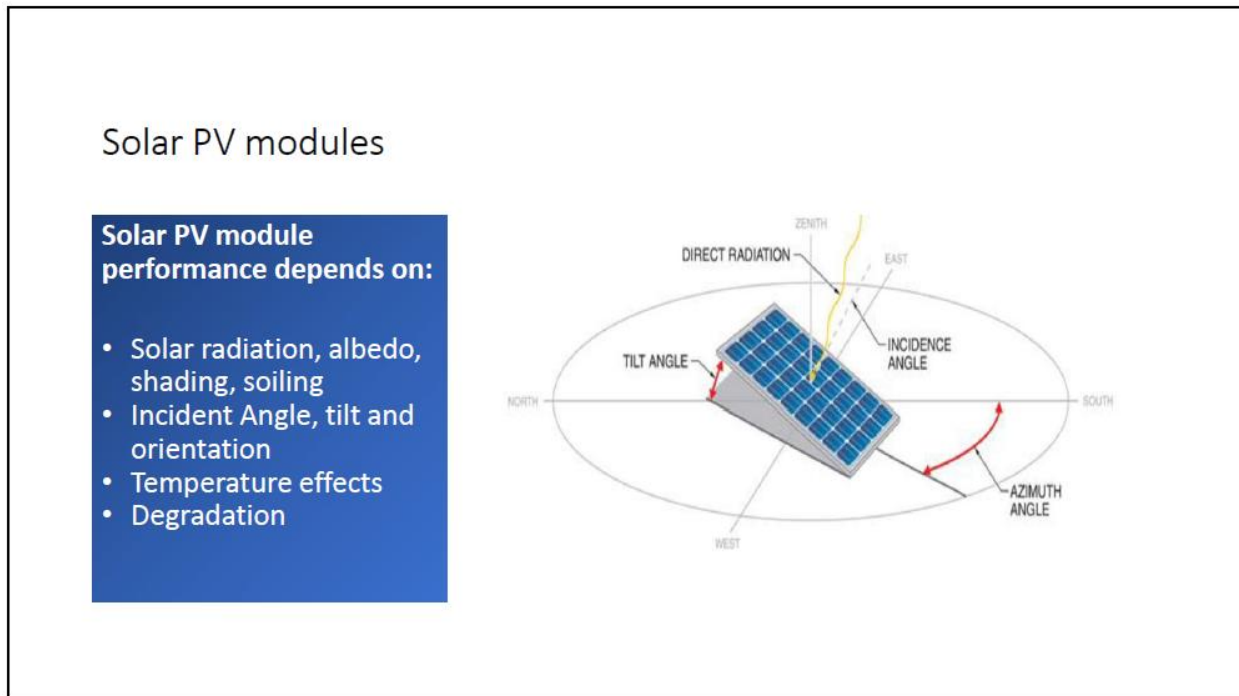 Solar PV modules
Solar PV module
performance depends on:
• Solar radiation, albedo,
shading, soiling
• Incident Angle, tilt and
orientation
• Temperature effects
• Degradation
ZENITH
DIRECT RADIATION
EAST
INCIDENCE
ANGLE
TILT ANGLE
NORTH
SOUTH
AZIMUTH
ANGLE
WEST